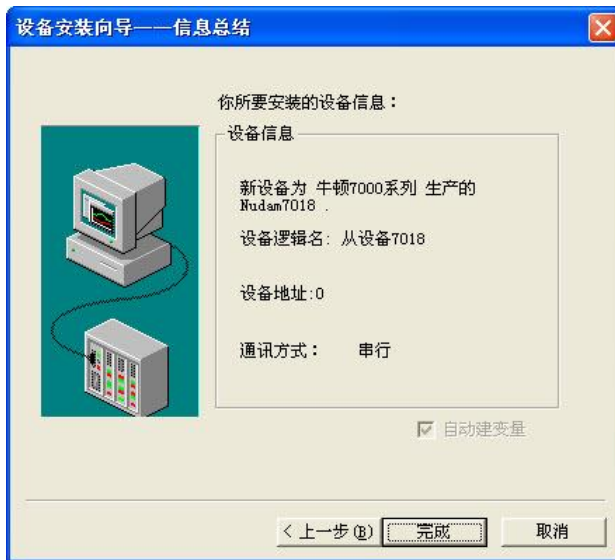 设备安装向导——信息总结
你所要安装的设备信息：
设备信息
新设备为 牛顿7000系列 生产的
Nudam7018 .
设备逻辑名: 从设备7018
设备地址:0
通讯方式： 串行
自动建变量
< 上一步(B) 完成 取消